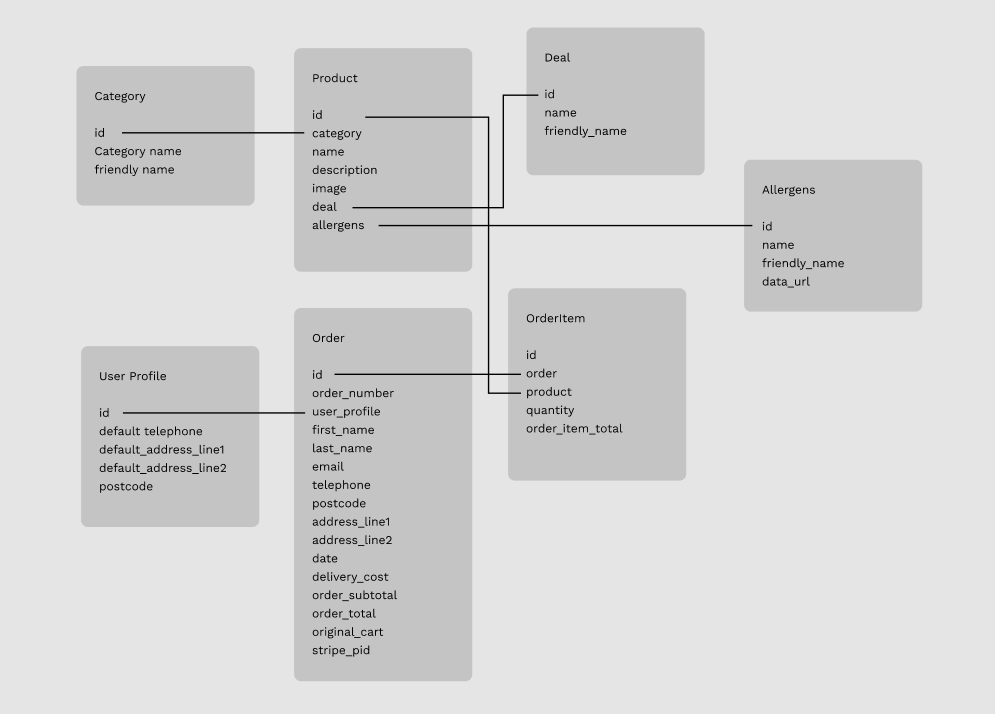 Category
id
Category name
friendly name
Product
id
category
name
description
image
deal
allergens
Deal
id
name
friendly_name
Allergens
id
name
friendly_name
data_url
User Profile
id
default telephone
default_address_line1
default_address_line2
postcode
Order
id
order_number
user_profile
first_name
last_name
email
telephone
postcode
address_line1
address_line2
date
delivery_cost
order_subtotal
order_total
original_cart
stripe_pid
OrderItem
id
order
product
quantity
order_item_total